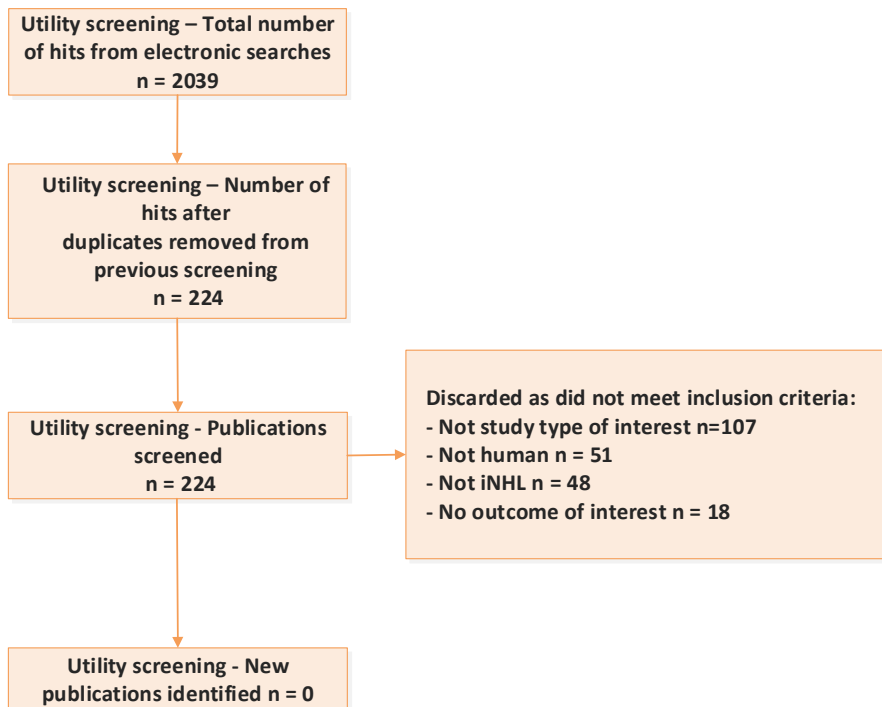 Utility screening – Total number
of hits from electronic searches
n = 2039
Utility screening – Number of
hits after
duplicates removed from
previous screening
n = 224
Utility screening - Publications
screened
n = 224
Discarded as did not meet inclusion criteria:
- Not study type of interest n=107
- Not human n = 51
- Not iNHL n = 48
- No outcome of interest n = 18
Utility screening - New
publications identified n = 0